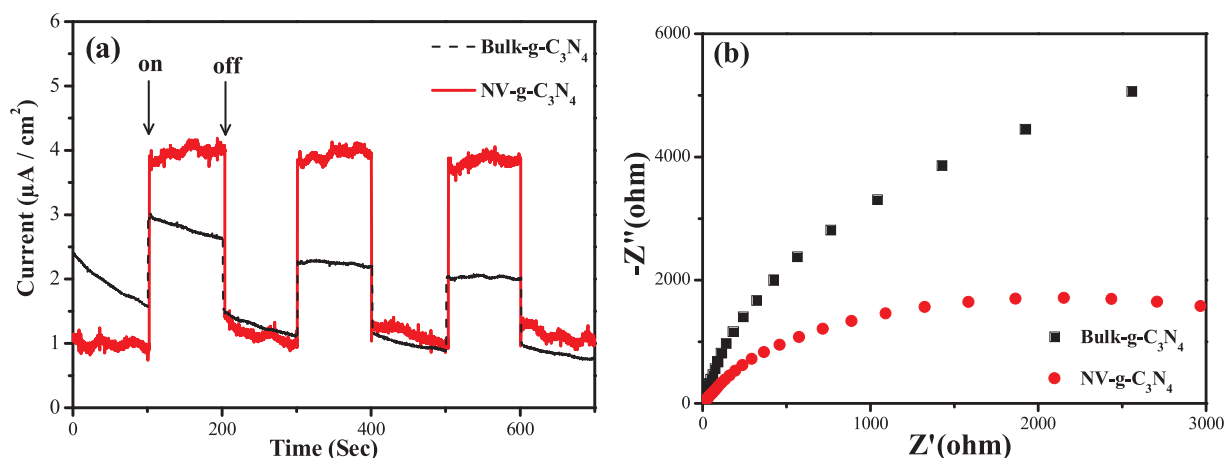 (a)
on
off
Bulk-g-C₃N₄
NV-g-C₃N₄
Current (μA / cm²)
6
5
4
3
2
1
0
0 200 400 600
Time (Sec)
(b)
-Z"(ohm)
6000
4000
2000
0
Bulk-g-C₃N₄
NV-g-C₃N₄
0 1000 2000 3000
Z'(ohm)